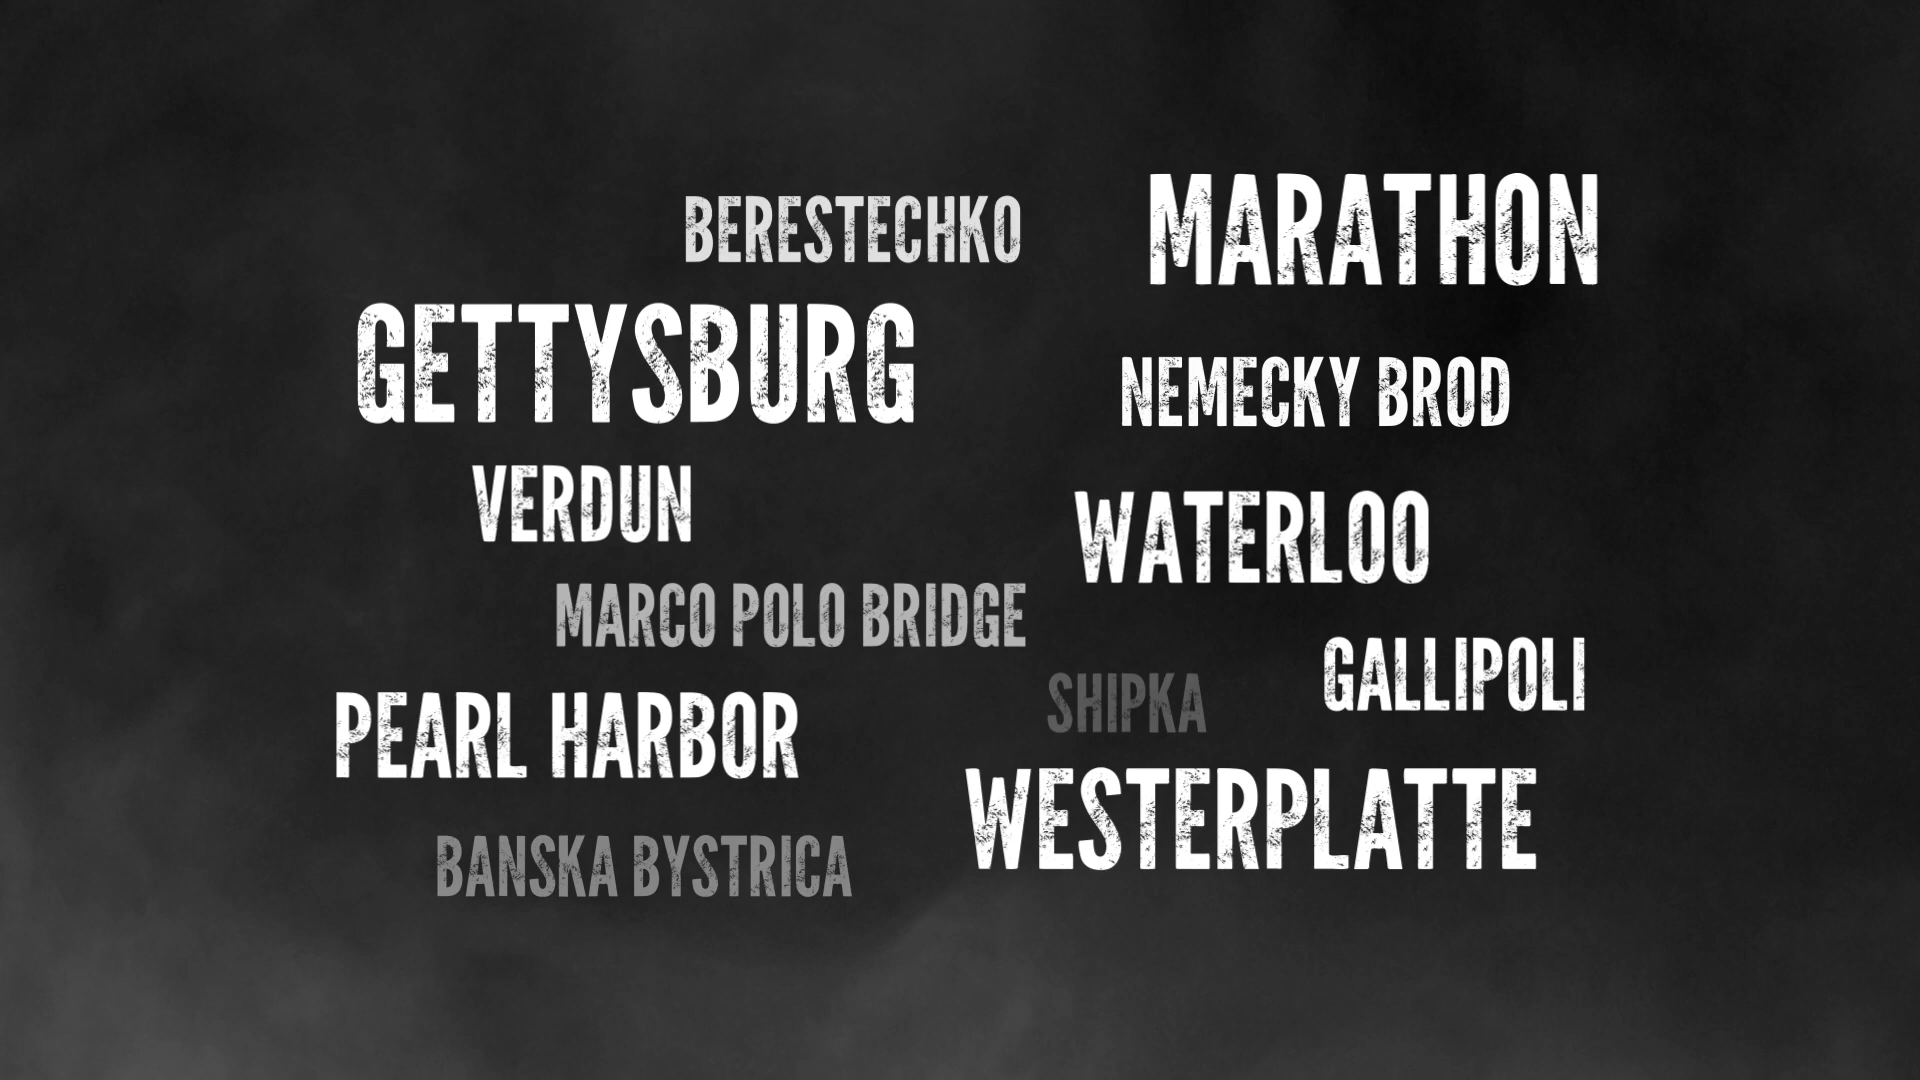 BERESTECHKO
MARATHON
GETTYSBURG
NEMECKY BROD
VERDUN
WATERLOO
MARCO POLO BRIDGE
GALLIPOLI
SHIPKA
PEARL HARBOR
WESTERPLATTE
BANSKA BYSTRICA